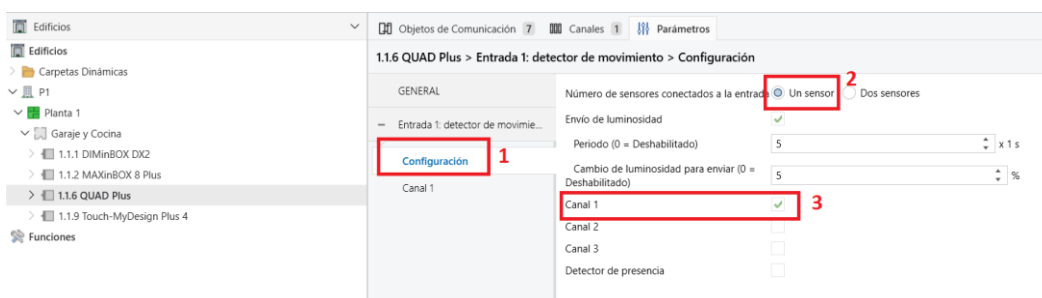 Edificios
Objetos de Comunicación 7 Canales 1 Parámetros
Edificios
Carpetas Dinámicas
P1
Planta 1
Garaje y Cocina
1.1.1 DIMinBOX DX2
1.1.2 MAXinBOX 8 Plus
1.1.6 QUAD Plus
1.1.9 Touch-MyDesign Plus 4
Funciones
1.1.6 QUAD Plus > Entrada 1: detector de movimiento > Configuración
GENERAL
Entrada 1: detector de movimie...
Configuración
1
Canal 1
2
Número de sensores conectados a la entrada Un sensor Dos sensores
Envío de luminosidad
Periodo (0 = Deshabilitado) 5 x 1 s
Cambio de luminosidad para enviar (0 =
Deshabilitado) 5 %
Canal 1
3
Canal 2
Canal 3
Detector de presencia